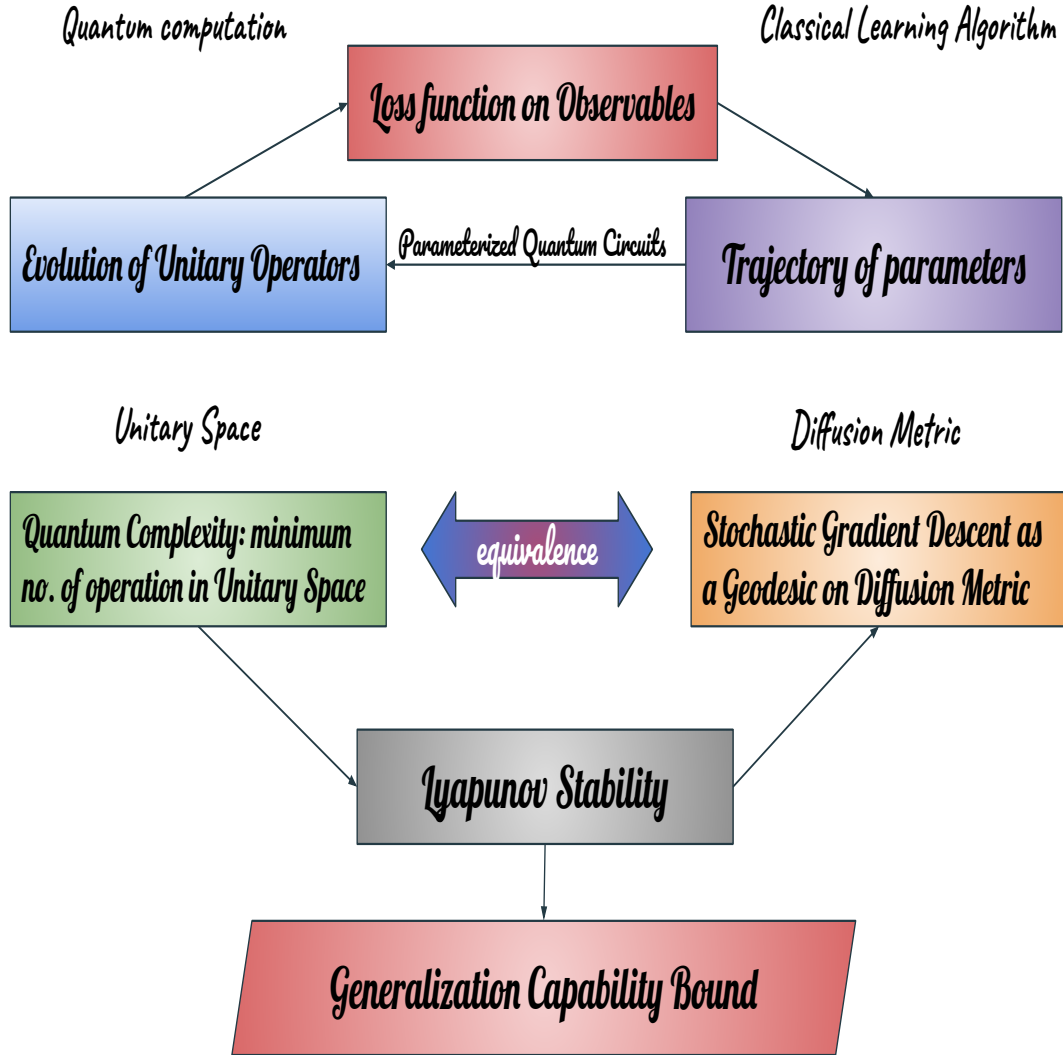 Quantum computation
Classical Learning Algorithm
Loss function on Observables
Evolution of Unitary Operators
Parameterized Quantum Circuits
Trajectory of parameters
Unitary Space
Diffusion Metric
Quantum Complexity: minimum
no. of operation in Unitary Space
equivalence
Stochastic Gradient Descent as
a Geodesic on Diffusion Metric
Lyapunov Stability
Generalization Capability Bound